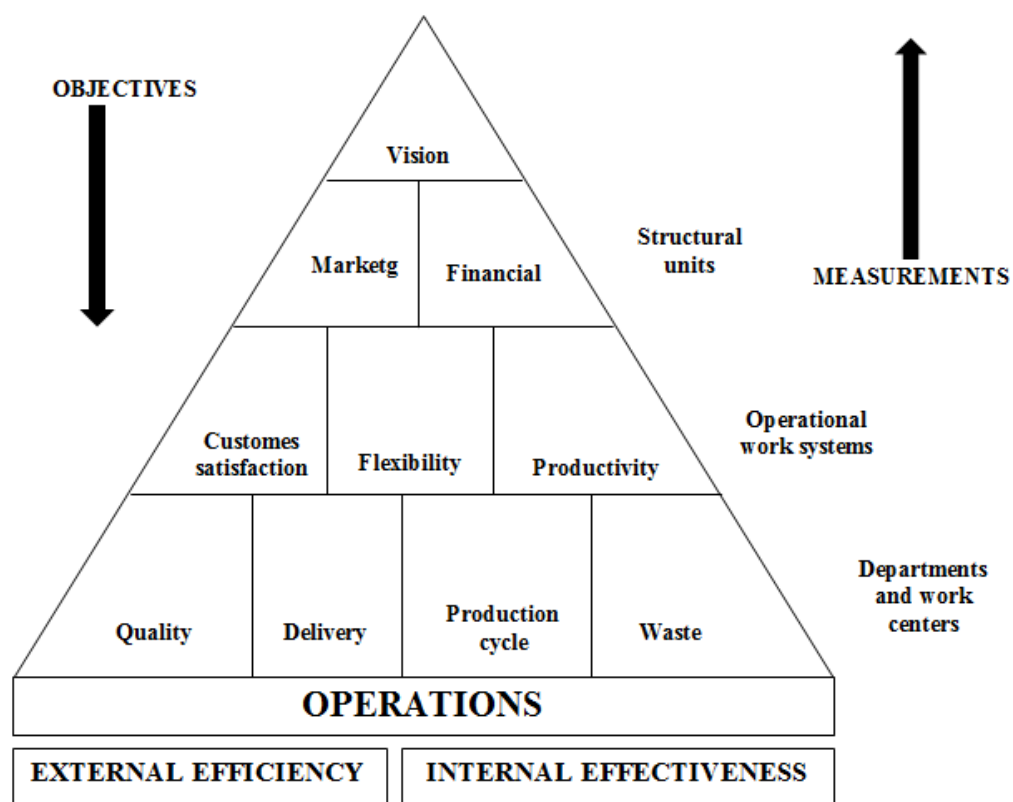 OBJECTIVES
Vision
Marketg
Financial
Structural
units
MEASUREMENTS
Customes
satisfaction
Flexibility
Productivity
Operational
work systems
Quality
Delivery
Production
cycle
Waste
Departments
and work
centers
OPERATIONS
EXTERNAL EFFICIENCY
INTERNAL EFFECTIVENESS